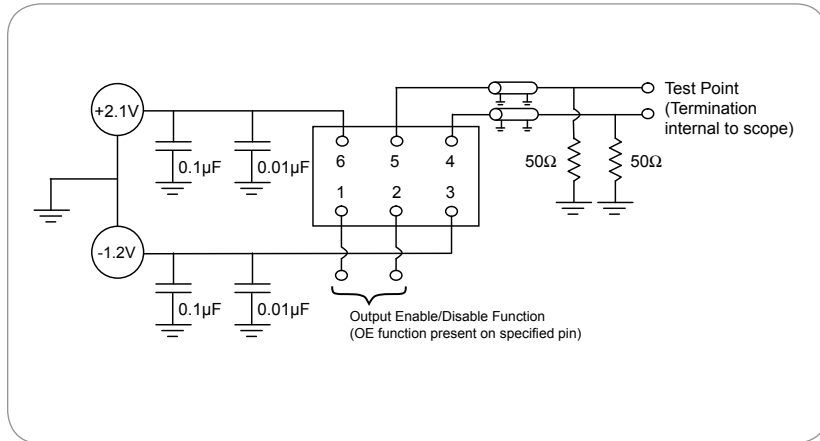 +2.1V
0.1µF
0.01µF
6
5
4
1
2
3
Test Point
(Termination
internal to scope)
50Ω
50Ω
-1.2V
0.1µF
0.01µF
Output Enable/Disable Function
(OE function present on specified pin)